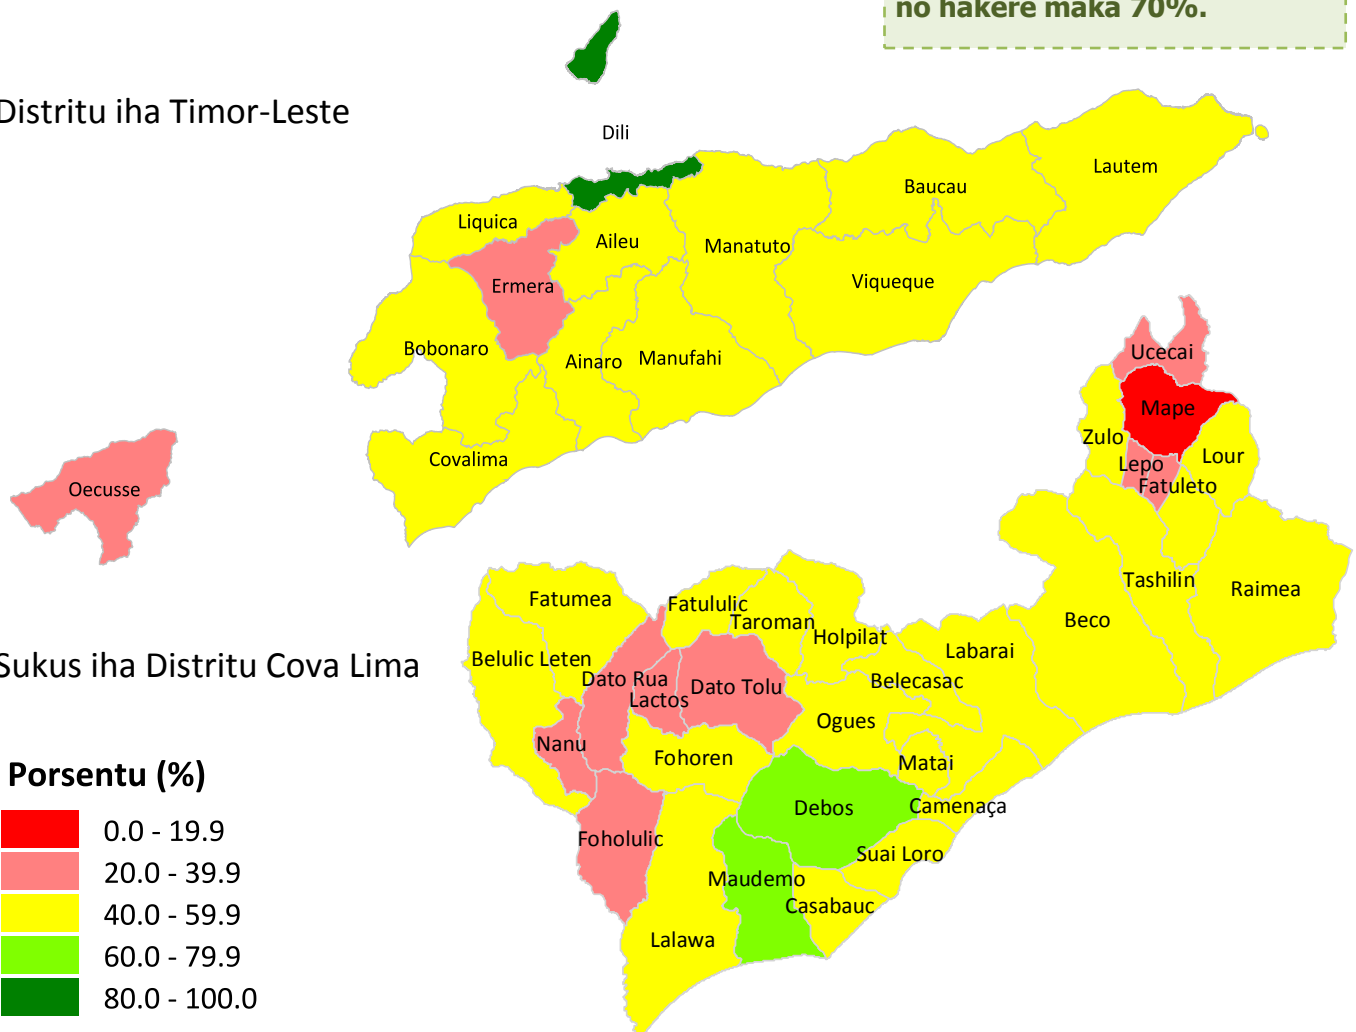 no hakere maka 70%.
Distritu iha Timor-Leste
Dili
Lautem
Baucau
Liquica
Aileu
Manatuto
Viqueque
Ermera
Bobonaro
Ainaro
Manufahi
Covalima
Oecusse
Ucecai
Mape
Zulo
Lour
Lepo
Fatuleto
Tashilin
Raimea
Beco
Fatumea
Fatululic
Taroman
Holpilat
Labarai
Sukus iha Distritu Cova Lima
Belulic Leten
Dato Rua
Lactos
Dato Tolu
Belecasac
Ogues
Nanu
Fohoren
Matai
Debos
Camenaça
Foholulic
Suai Loro
Maudemo
Casabauc
Lalawa
Porsentu (%)
0.0 - 19.9
20.0 - 39.9
40.0 - 59.9
60.0 - 79.9
80.0 - 100.0